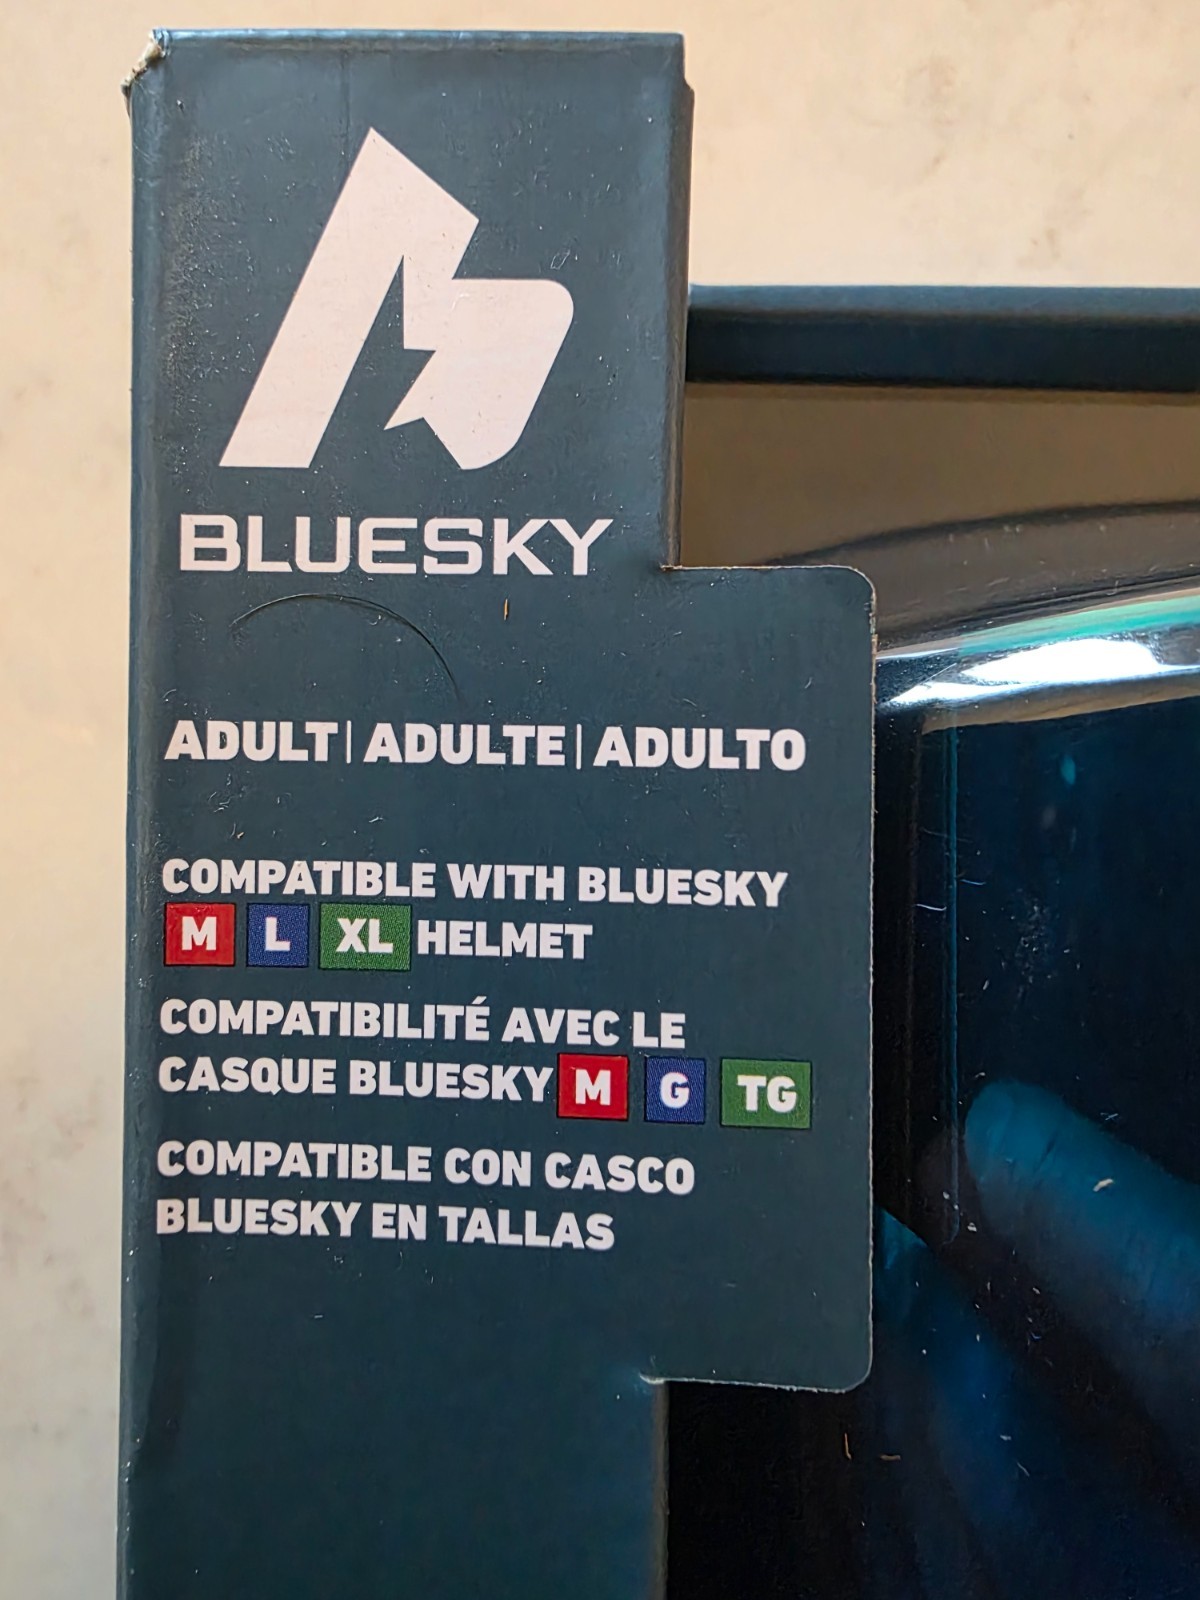 BLUESKY
ADULT | ADULTE | ADULTO
COMPATIBLE WITH BLUESKY
M L XL HELMET
COMPATIBILITÉ AVEC LE
CASQUE BLUESKY M G TG
COMPATIBLE CON CASCO
BLUESKY EN TALLAS